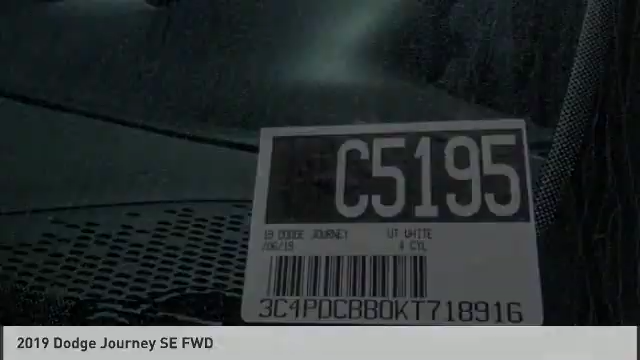 C5195
19 DODGE JOURNEY UT WHITE
/06/19 4 CYL
3C4PDCBB0KT718916
2019 Dodge Journey SE FWD